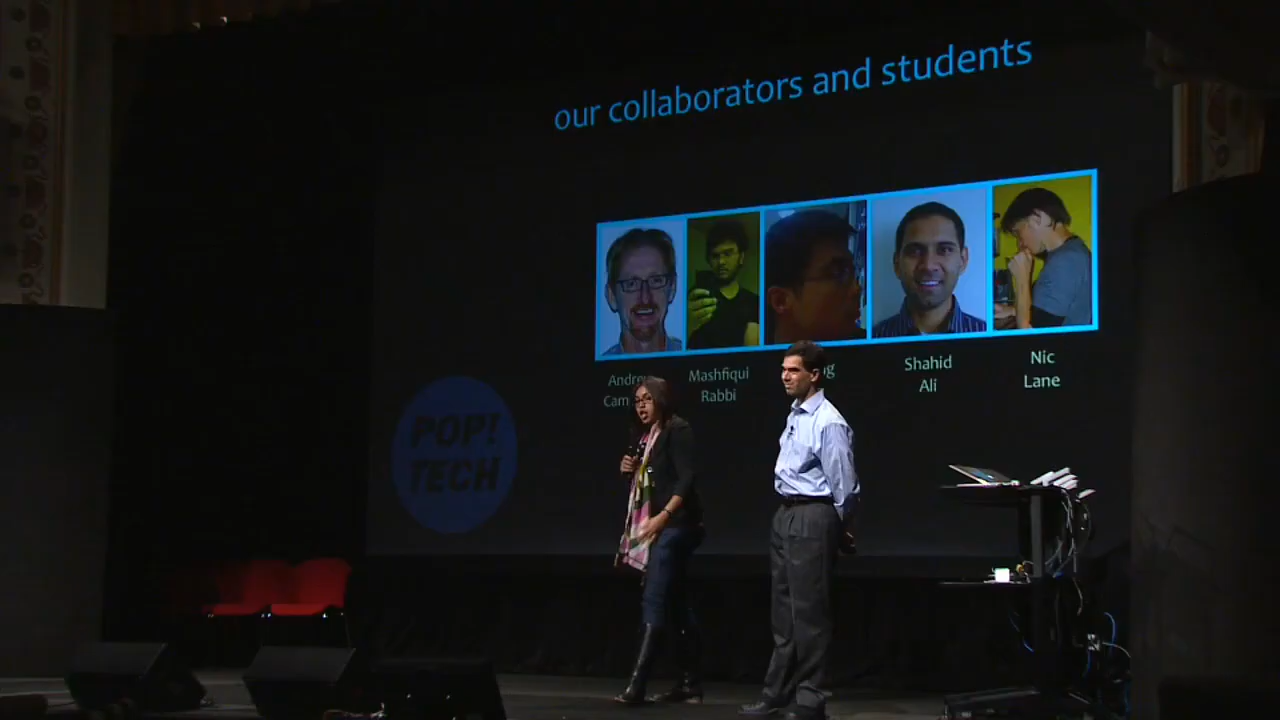 our collaborators and students
Mashfiqui
Rabbi
Shahid
Ali
Nic
Lane
POP!
TECH